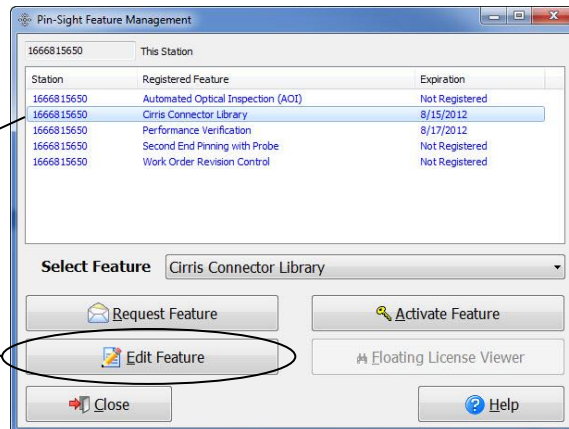 Pin-Sight Feature Management
1666815650 This Station
Station Registered Feature Expiration
1666815650 Automated Optical Inspection (AOI) Not Registered
1666815650 Cirris Connector Library 8/15/2012
1666815650 Performance Verification 8/17/2012
1666815650 Second End Pinning with Probe Not Registered
1666815650 Work Order Revision Control Not Registered
Select Feature Cirris Connector Library
Request Feature Activate Feature
Edit Feature Floating License Viewer
Close Help